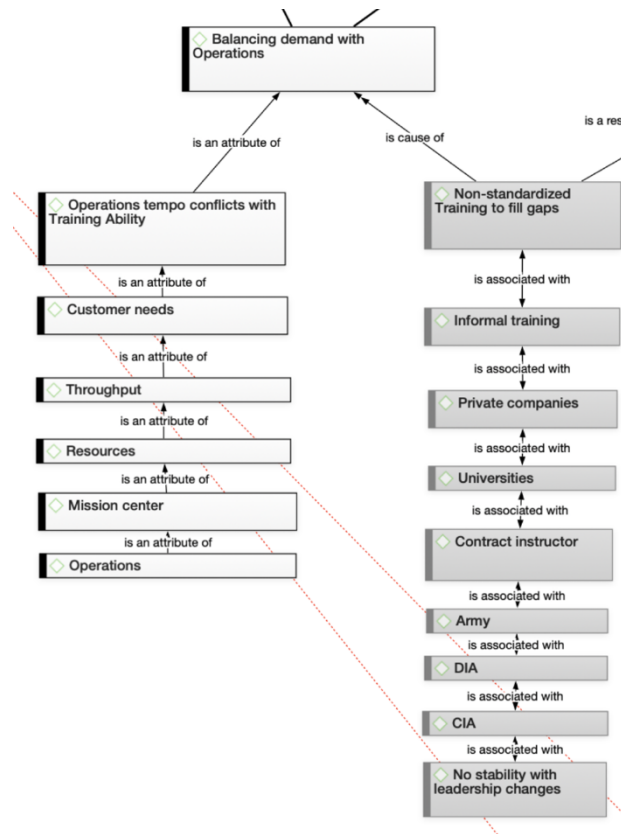 Balancing demand with
Operations
is an attribute of
is cause of
is a res
Operations tempo conflicts with
Training Ability
Non-standardized
Training to fill gaps
is an attribute of
is associated with
Customer needs
Informal training
is an attribute of
is associated with
Throughput
Private companies
is an attribute of
is associated with
Resources
Universities
is an attribute of
is associated with
Mission center
Contract instructor
is an attribute of
Operations
is associated with
Army
is associated with
DIA
is associated with
CIA
is associated with
No stability with
leadership changes